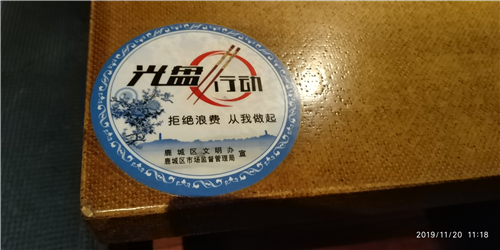 光盘行动
拒绝浪费 从我做起
鹿城区文明办 宣
鹿城区市场监督管理局
2019/11/20 11:18